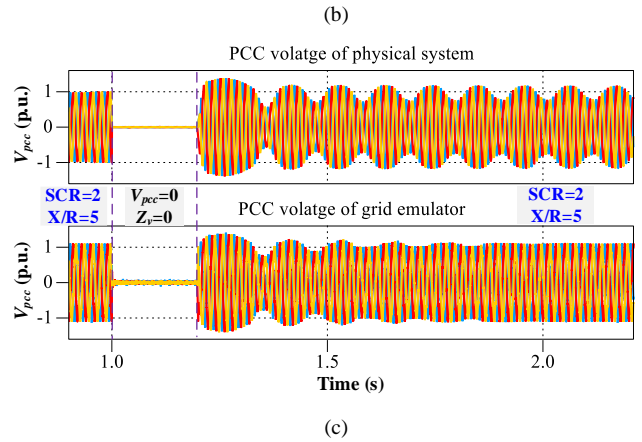 (b)
PCC volatge of physical system
V_pcc (p.u.)
1
0
-1
SCR=2
X/R=5
V_pcc=0
Z_v=0
SCR=2
X/R=5
PCC volatge of grid emulator
V_pcc (p.u.)
1
0
-1
1.0 1.5 2.0
Time (s)
(c)